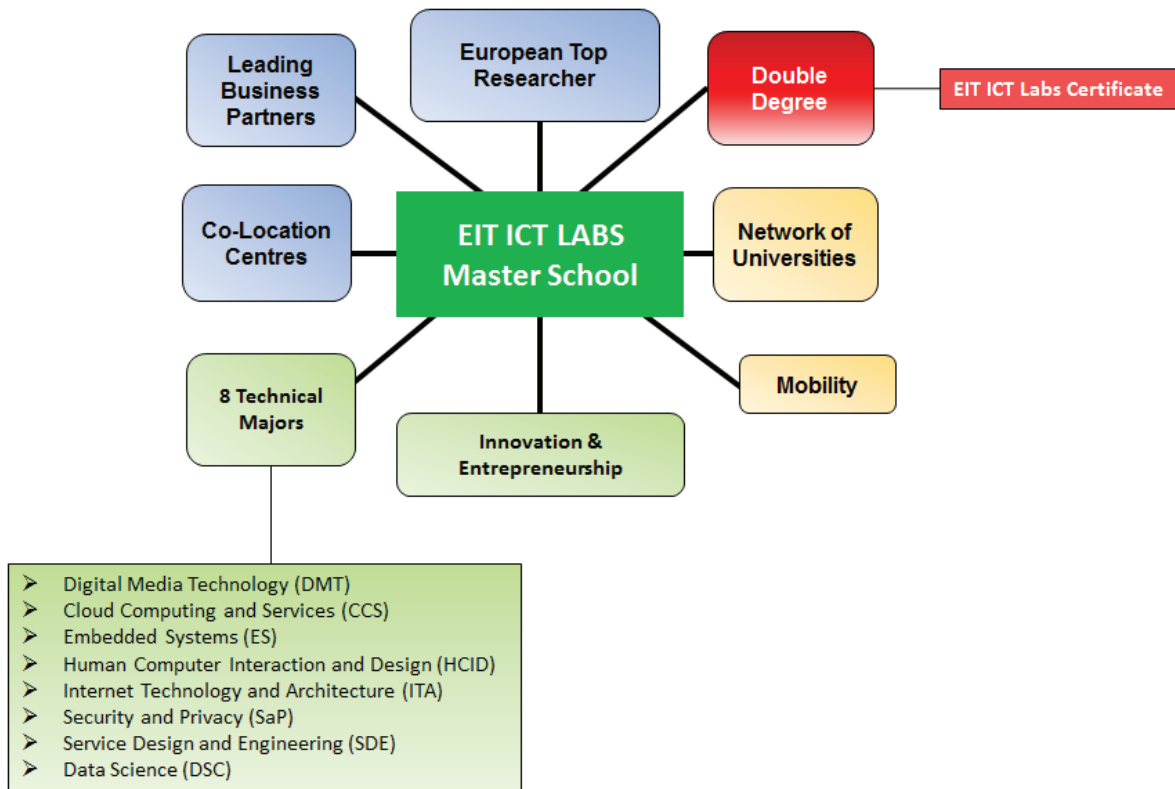 Leading
Business
Partners
European Top
Researcher
Double
Degree
EIT ICT Labs Certificate
Co-Location
Centres
EIT ICT LABS
Master School
Network of
Universities
8 Technical
Majors
Innovation &
Entrepreneurship
Mobility
➢ Digital Media Technology (DMT)
➢ Cloud Computing and Services (CCS)
➢ Embedded Systems (ES)
➢ Human Computer Interaction and Design (HCID)
➢ Internet Technology and Architecture (ITA)
➢ Security and Privacy (SaP)
➢ Service Design and Engineering (SDE)
➢ Data Science (DSC)